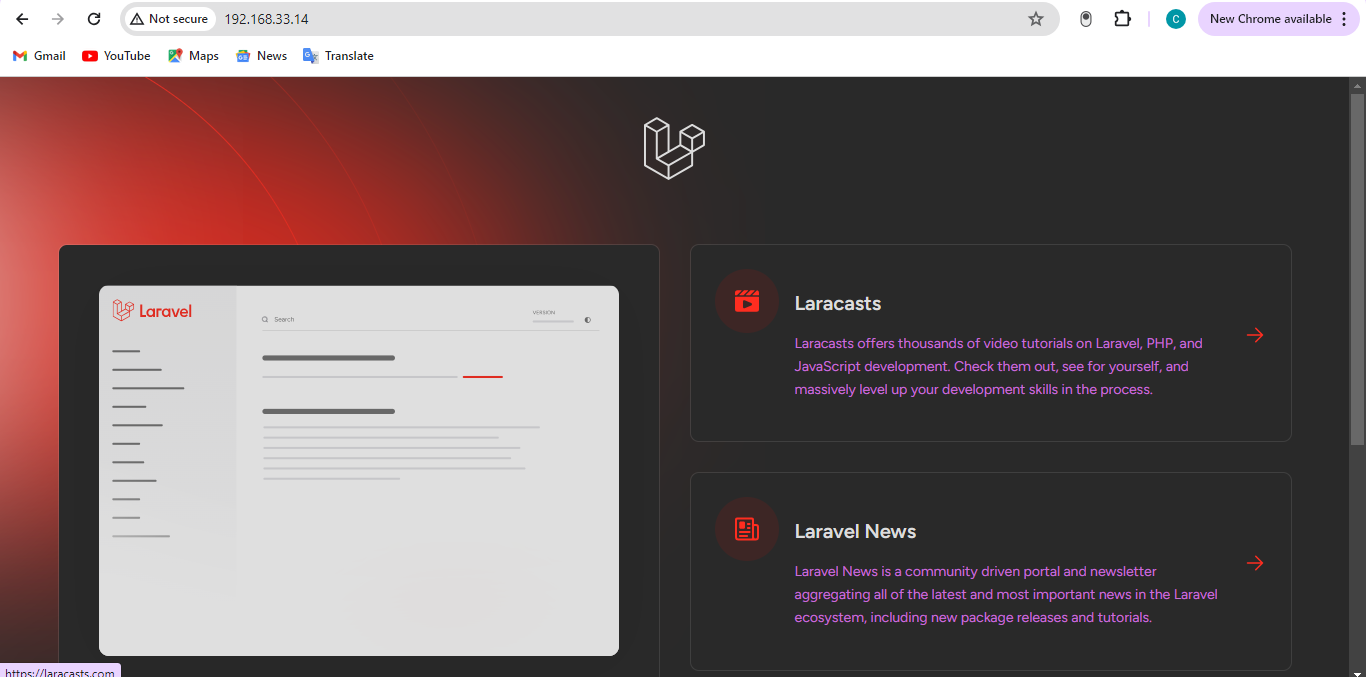 Not secure 192.168.33.14 C New Chrome available
Gmail YouTube Maps News Translate
Laravel
Search
VERSION
Laracasts
Laracasts offers thousands of video tutorials on Laravel, PHP, and
JavaScript development. Check them out, see for yourself, and
massively level up your development skills in the process.
Laravel News
Laravel News is a community driven portal and newsletter
aggregating all of the latest and most important news in the Laravel
ecosystem, including new package releases and tutorials.
https://laracasts.com